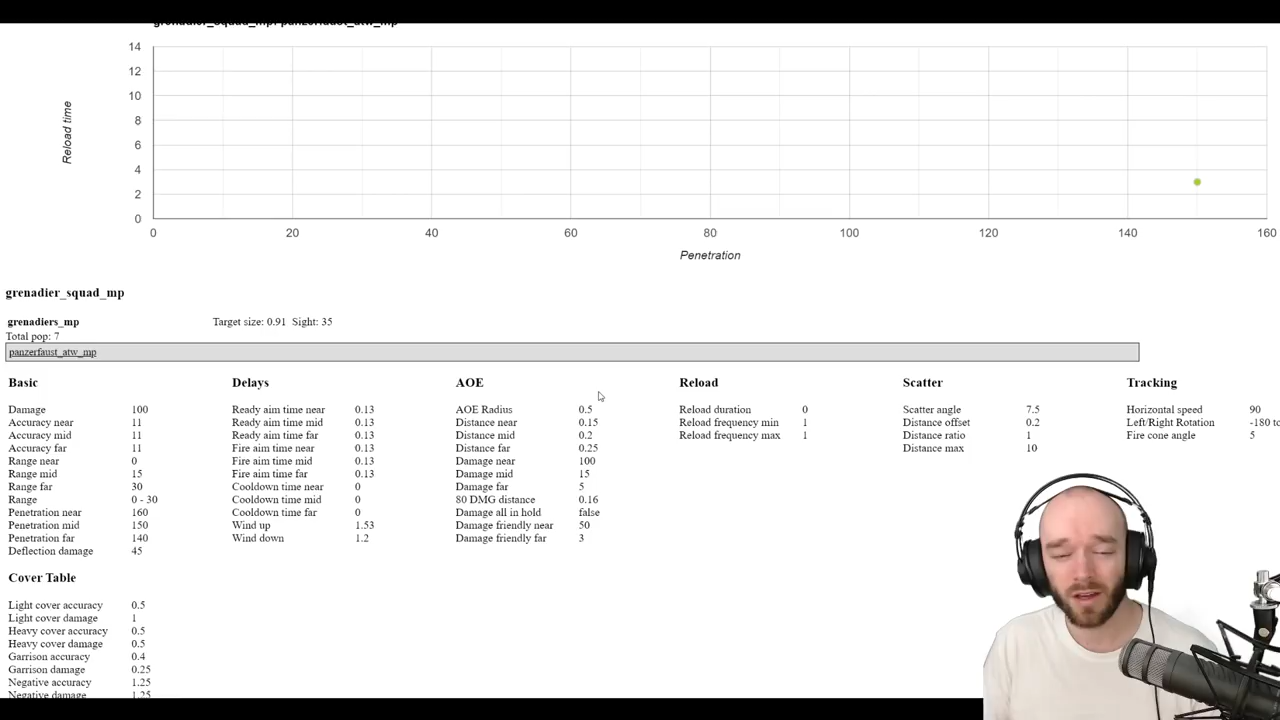 grenadier_squad_mp: panzerfaust_atw_mp
14
12
10
8
6
4
2
0
Reload time
0 20 40 60 80 100 120 140 160
Penetration
grenadier_squad_mp
grenadiers_mp Target size: 0.91 Sight: 35
Total pop: 7
panzerfaust_atw_mp
Basic Delays AOE Reload Scatter Tracking
Damage 100 Ready aim time near 0.13 AOE Radius 0.5 Reload duration 0 Scatter angle 7.5 Horizontal speed 90
Accuracy near 11 Ready aim time mid 0.13 Distance near 0.15 Reload frequency min 1 Distance offset 0.2 Left/Right Rotation -180 to
Accuracy mid 11 Ready aim time far 0.13 Distance mid 0.2 Reload frequency max 1 Distance ratio 1 Fire cone angle 5
Accuracy far 11 Fire aim time near 0.13 Distance far 0.25 Distance max 10
Range near 0 Fire aim time mid 0.13 Damage near 100
Range mid 15 Fire aim time far 0.13 Damage mid 15
Range far 30 Cooldown time near 0 Damage far 5
Range 0 - 30 Cooldown time mid 0 80 DMG distance 0.16
Penetration near 160 Cooldown time far 0 Damage all in hold false
Penetration mid 150 Wind up 1.53 Damage friendly near 50
Penetration far 140 Wind down 1.2 Damage friendly far 3
Deflection damage 45
Cover Table
Light cover accuracy 0.5
Light cover damage 1
Heavy cover accuracy 0.5
Heavy cover damage 0.5
Garrison accuracy 0.4
Garrison damage 0.25
Negative accuracy 1.25
Negative damage 1.25